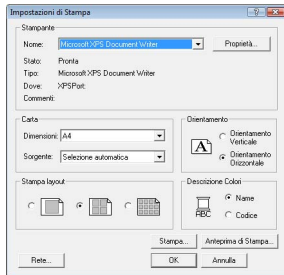 Impostazioni di Stampa
Stampante
Nome: Microsoft XPS Document Writer Proprietà...
Stato: Pronta
Tipo: Microsoft XPS Document Writer
Dove: XPSPort:
Commenti:
Carta
Dimensioni: A4
Sorgente: Selezione automatica
Orientamento
A
Orientamento Verticale
Orientamento Orizzontale
Stampa layout
Descrizione Colori
ABC
Name
Codice
Stampa... Anteprima di Stampa...
Rete... OK Annulla